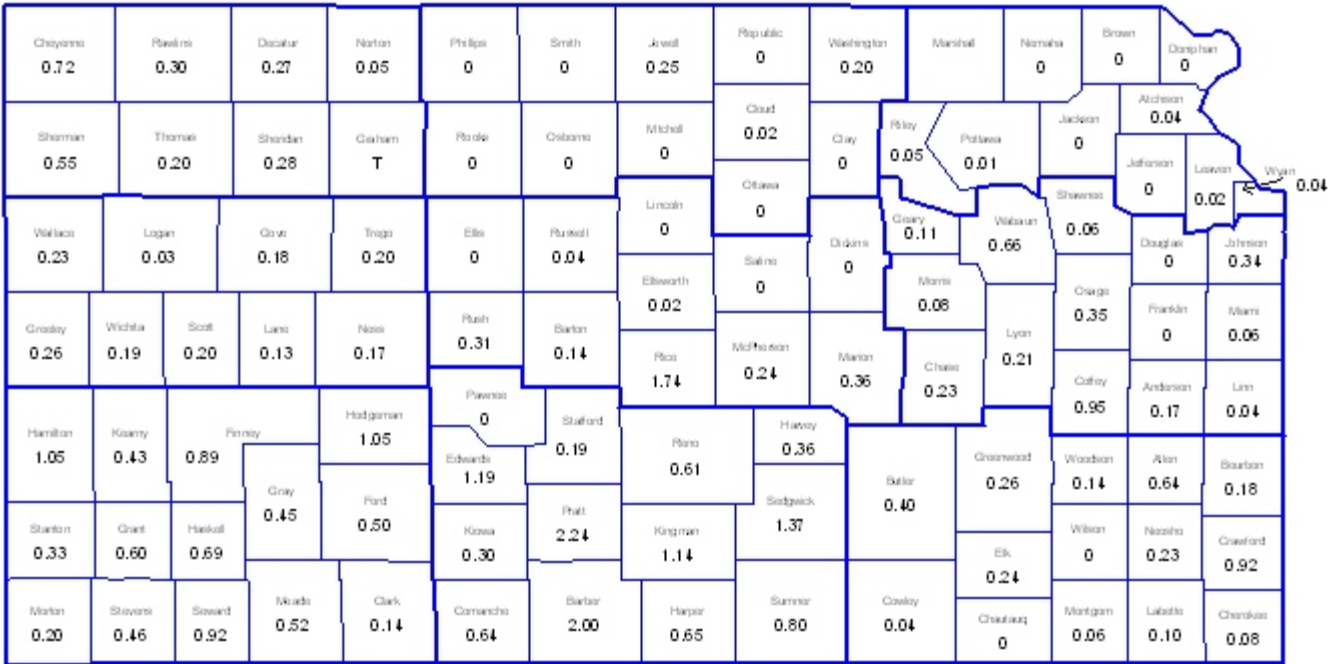 Cheyenne
0.72
Rawlins
0.30
Decatur
0.27
Norton
0.05
Phillips
0
Smith
0
Jewell
0.25
Republic
0
Washington
0.20
Marshall
Nemaha
0
Brown
0
Doniphan
0
Sherman
0.55
Thomas
0.20
Sheridan
0.28
Graham
T
Rooks
0
Osborne
0
Mitchell
0
Cloud
0.02
Clay
0
Riley
0.05
Pottawa
0.01
Jackson
0
Atchison
0.04
Jefferson
0
Leaven
0.02
Wyan
0.04
Wallace
0.23
Logan
0.03
Gove
0.18
Trego
0.20
Ellis
0
Russell
0.04
Lincoln
0
Ottawa
0
Dickins
0
Geary
0.11
Wabaun
0.66
Shawnee
0.06
Douglas
0
Johnson
0.34
Ellsworth
0.02
Saline
0
Morris
0.08
Osage
0.35
Franklin
0
Miami
0.06
Greeley
0.26
Wichita
0.19
Scott
0.20
Lane
0.13
Ness
0.17
Rush
0.31
Barton
0.14
Rice
1.74
McPherson
0.24
Marion
0.36
Chase
0.23
Lyon
0.21
Coffey
0.95
Anderson
0.17
Linn
0.04
Hamilton
1.05
Kearny
0.43
Finney
0.89
Hodgeman
1.05
Pawnee
0
Stafford
0.19
Reno
0.61
Harvey
0.36
Butler
0.40
Greenwood
0.26
Woodson
0.14
Allen
0.64
Bourbon
0.18
Gray
0.45
Ford
0.50
Edwards
1.19
Pratt
2.24
Sedgwick
1.37
Stanton
0.33
Grant
0.60
Haskell
0.69
Kiowa
0.30
Kingman
1.14
Elk
0.24
Wilson
0
Neosho
0.23
Crawford
0.92
Morton
0.20
Stevens
0.46
Seward
0.92
Meade
0.52
Clark
0.14
Comanche
0.64
Barber
2.00
Harper
0.65
Sumner
0.80
Cowley
0.04
Chautauq
0
Montgom
0.06
Labette
0.10
Cherokee
0.08